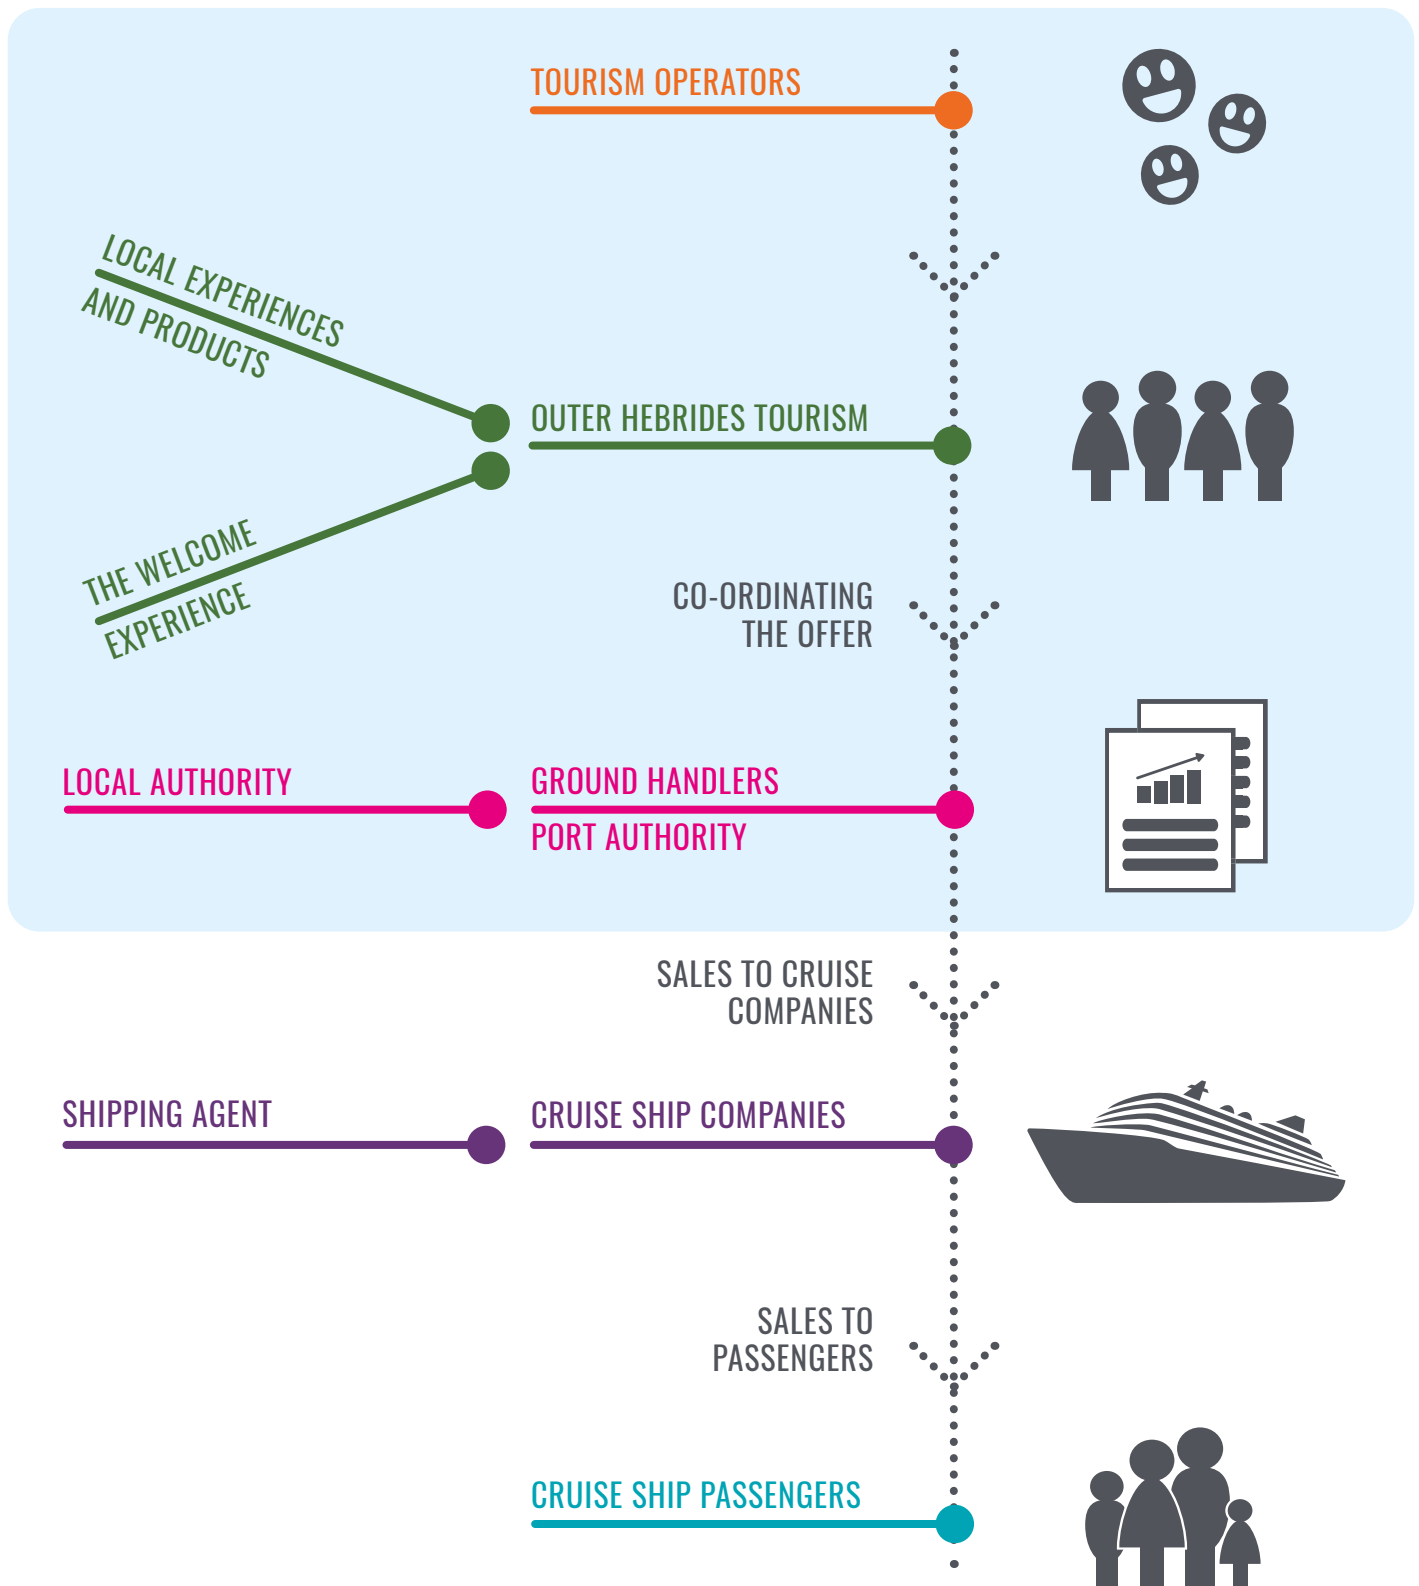 TOURISM OPERATORS
LOCAL EXPERIENCES
AND PRODUCTS
OUTER HEBRIDES TOURISM
THE WELCOME
EXPERIENCE
CO-ORDINATING
THE OFFER
LOCAL AUTHORITY
GROUND HANDLERS
PORT AUTHORITY
SALES TO CRUISE
COMPANIES
SHIPPING AGENT
CRUISE SHIP COMPANIES
SALES TO
PASSENGERS
CRUISE SHIP PASSENGERS